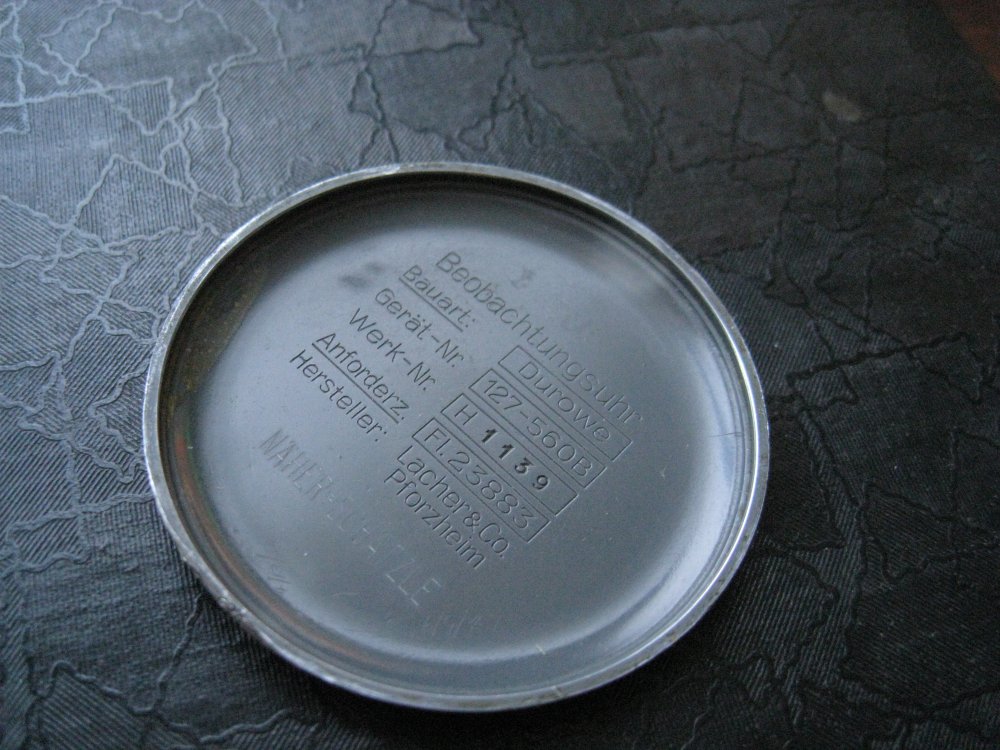 Beobachtungsuhr
Bauart: Durowe
Gerät-Nr. 127-560B
Werk-Nr. H 1139
Anforderz. Fl.23883
Hersteller: Lacher&Co.
Pforzheim